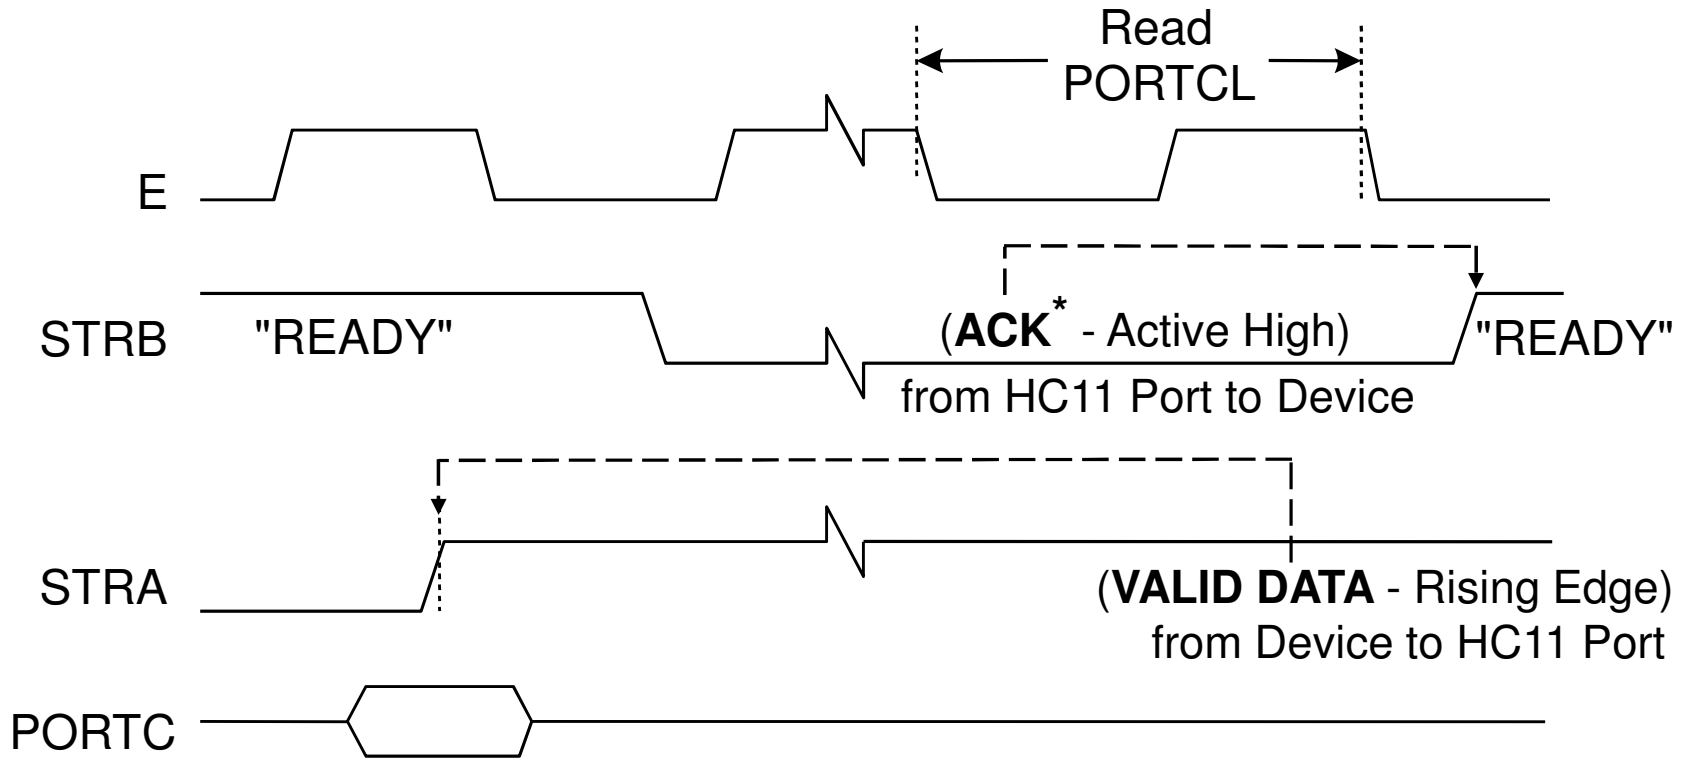 Read
PORTCL
E
STRB
"READY"
(ACK* - Active High)
"READY"
from HC11 Port to Device
STRA
(VALID DATA - Rising Edge)
from Device to HC11 Port
PORTC